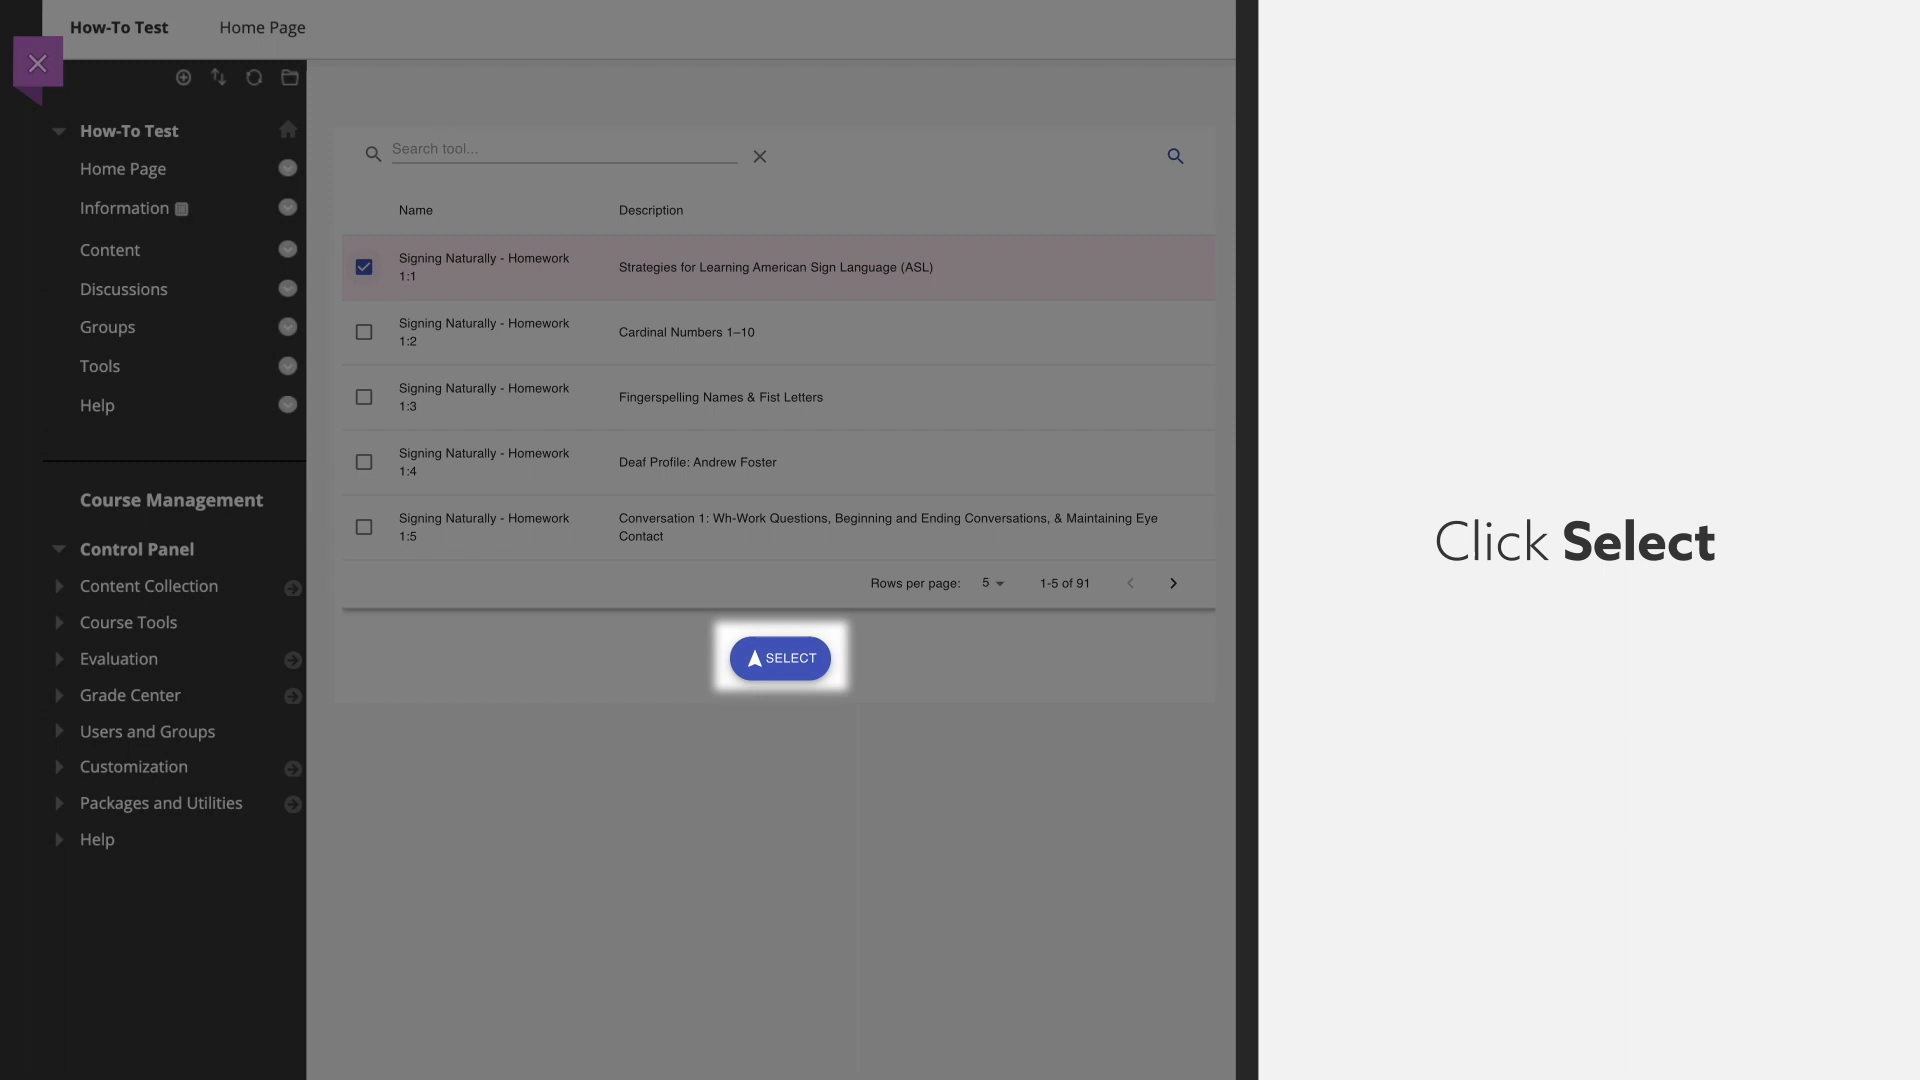 How-To Test
Home Page
How-To Test
Home Page
Information
Content
Discussions
Groups
Tools
Help
Course Management
Control Panel
Content Collection
Course Tools
Evaluation
Grade Center
Users and Groups
Customization
Packages and Utilities
Help
Search tool...
Name
Description
Signing Naturally - Homework
1:1
Strategies for Learning American Sign Language (ASL)
Signing Naturally - Homework
1:2
Cardinal Numbers 1–10
Signing Naturally - Homework
1:3
Fingerspelling Names & Fist Letters
Signing Naturally - Homework
1:4
Deaf Profile: Andrew Foster
Signing Naturally - Homework
1:5
Conversation 1: Wh-Work Questions, Beginning and Ending Conversations, & Maintaining Eye
Contact
Rows per page: 5 1-5 of 91
SELECT
Click Select